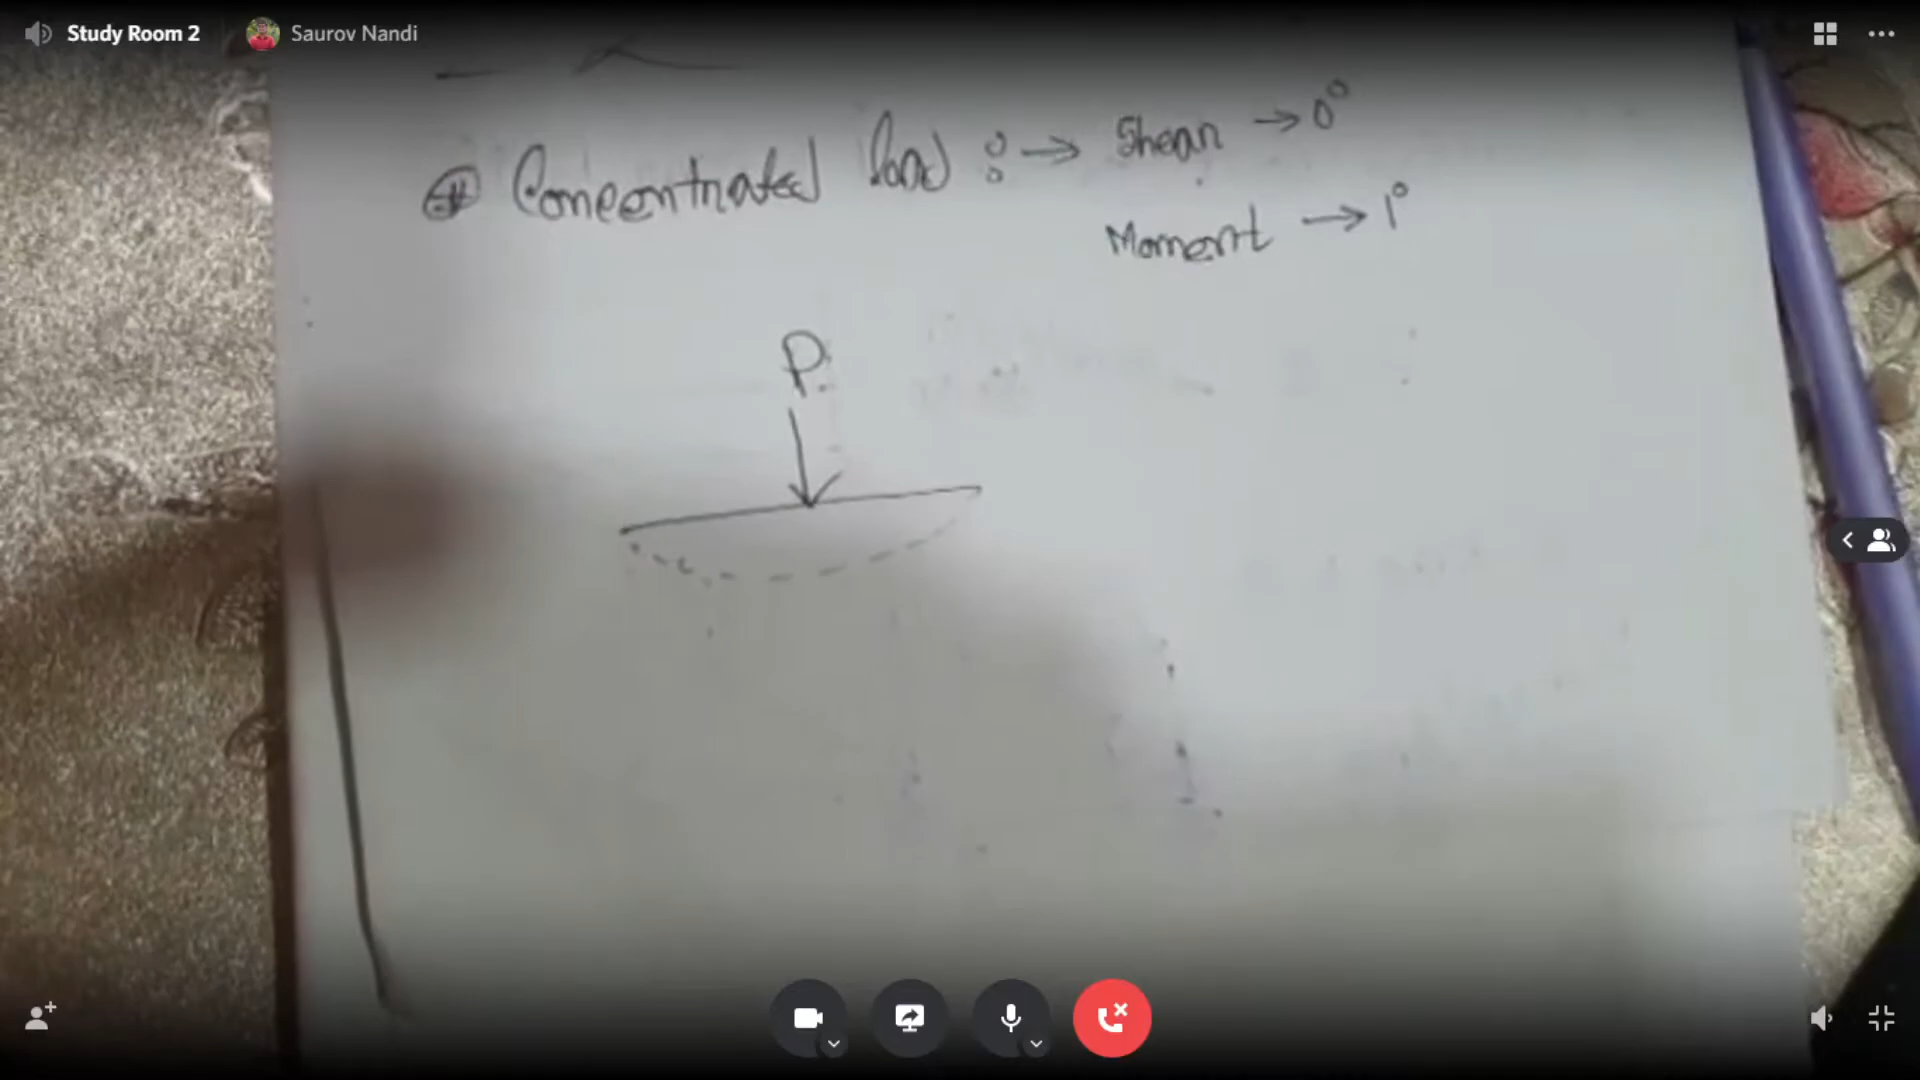 Study Room 2 Saurov Nandi
# Concentrated load : → Shear → 0°
Moment → 1°
P